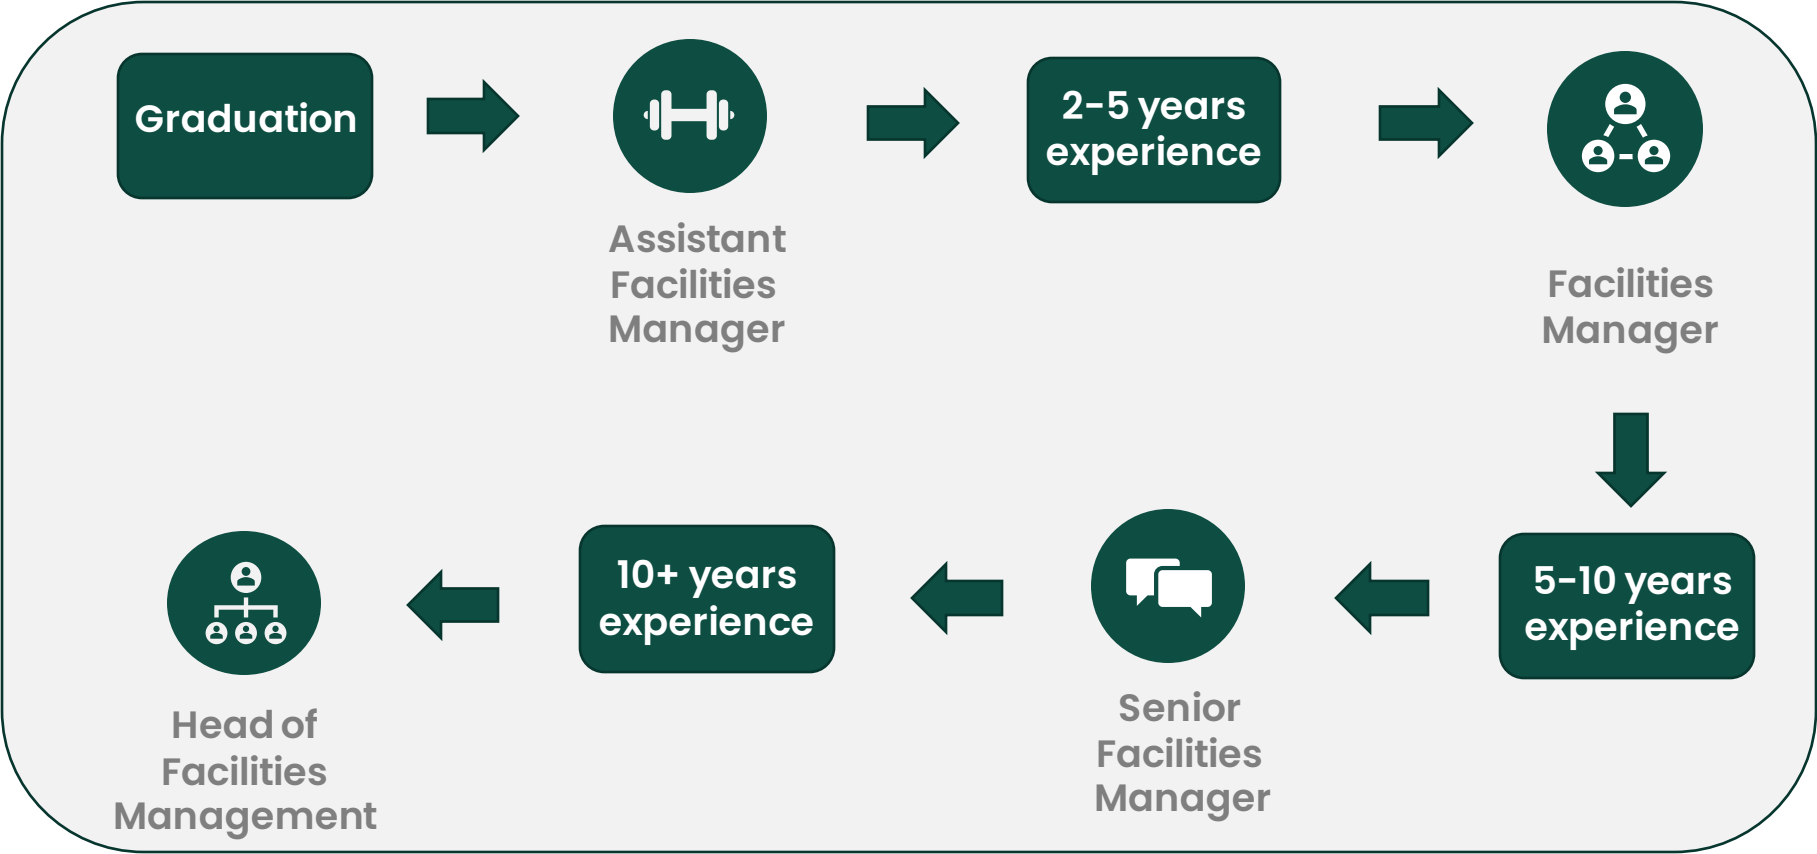 Graduation
Assistant
Facilities
Manager
2-5 years
experience
Facilities
Manager
5-10 years
experience
Senior
Facilities
Manager
10+ years
experience
Head of
Facilities
Management